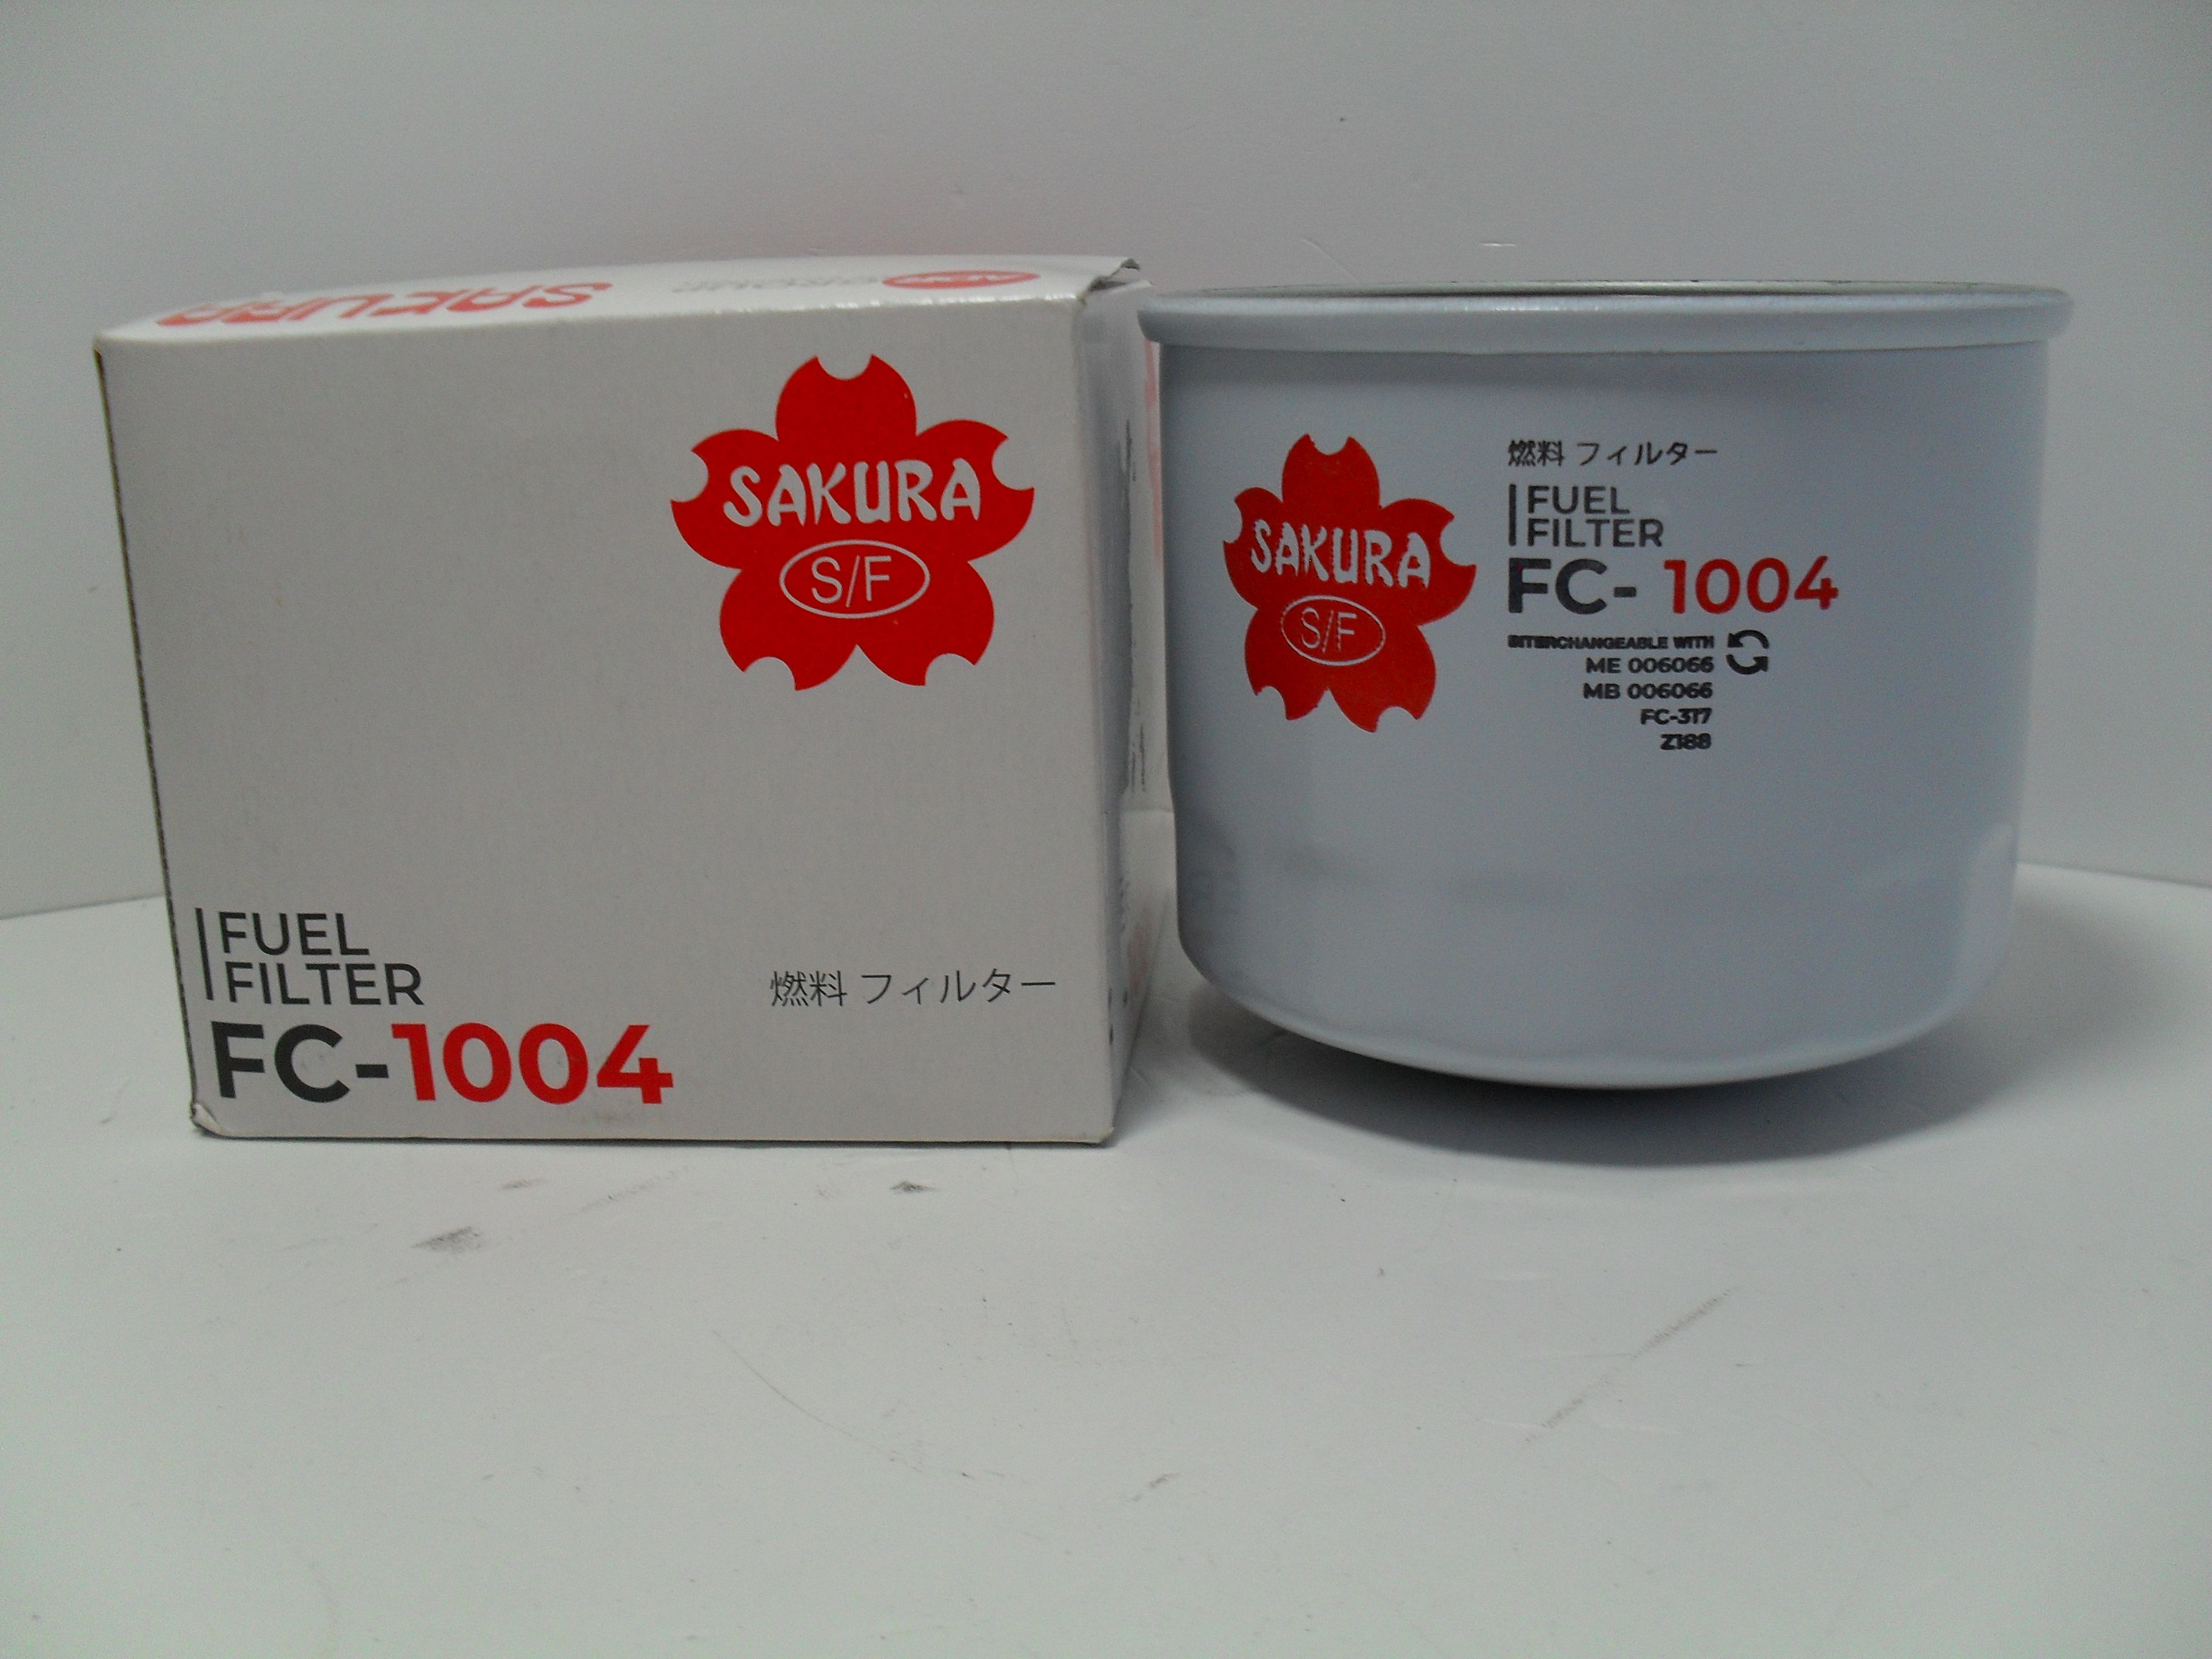 SAKURA
SAKURA
S/F
FUEL
FILTER
燃料 フィルター
FC-1004
燃料 フィルター
FUEL
FILTER
SAKURA
S/F
FC- 1004
INTERCHANGEABLE WITH
ME 006066
MB 006066
FC-317
Z188